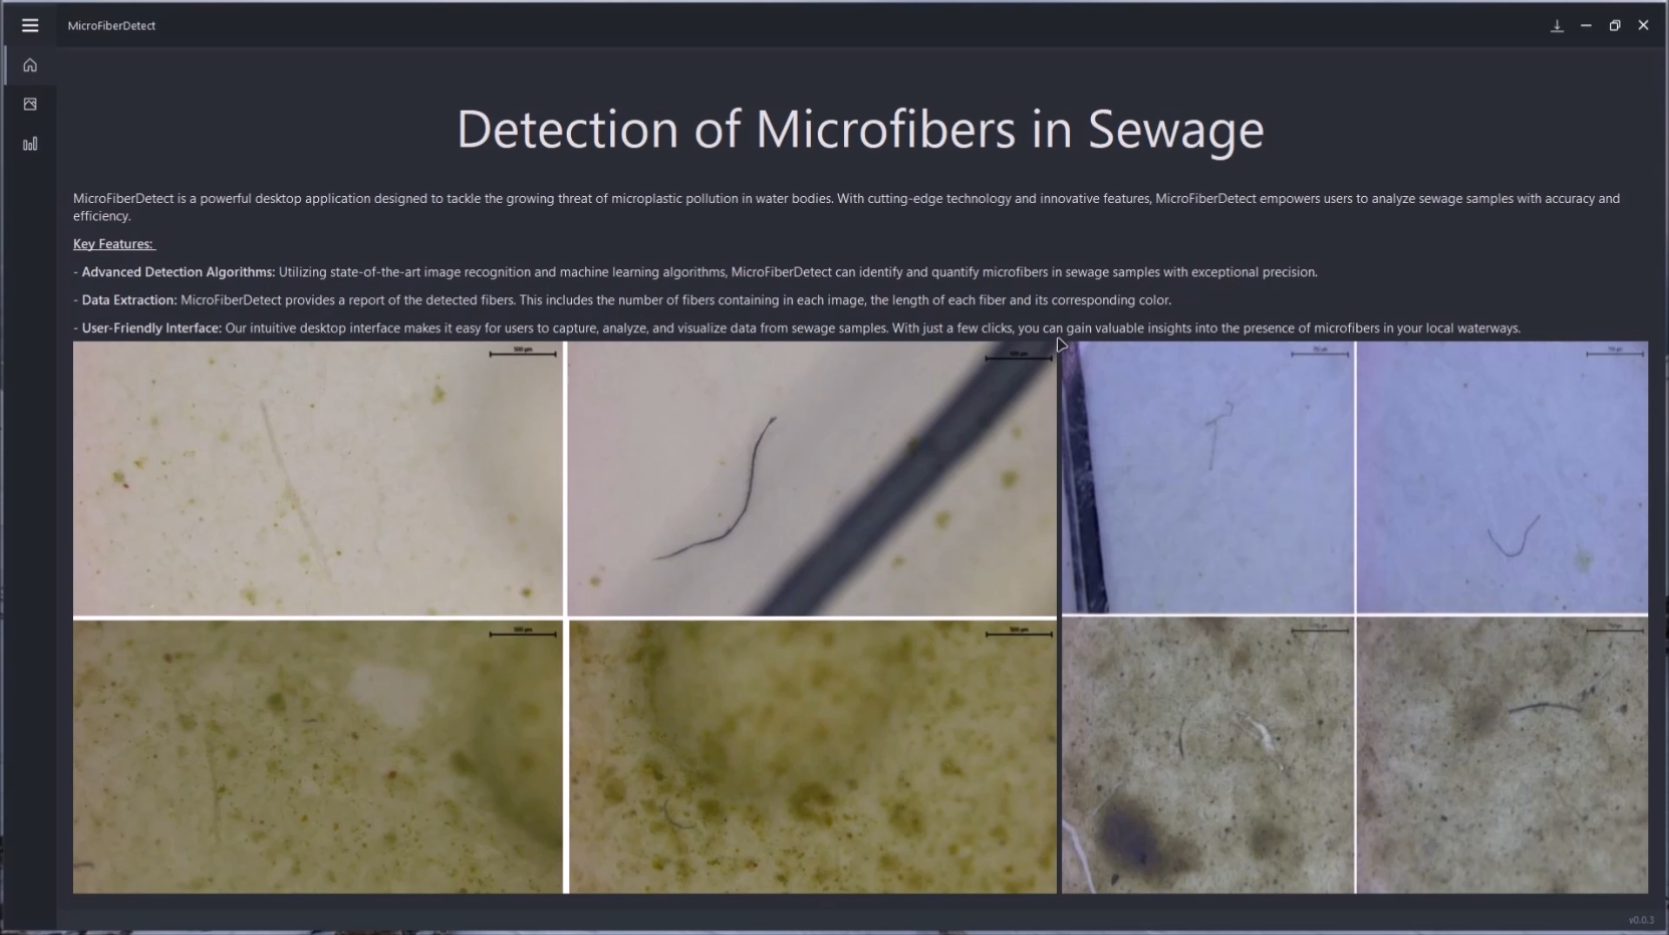 MicroFiberDetect
Detection of Microfibers in Sewage
MicroFiberDetect is a powerful desktop application designed to tackle the growing threat of microplastic pollution in water bodies. With cutting-edge technology and innovative features, MicroFiberDetect empowers users to analyze sewage samples with accuracy and
efficiency.
Key Features:
- Advanced Detection Algorithms: Utilizing state-of-the-art image recognition and machine learning algorithms, MicroFiberDetect can identify and quantify microfibers in sewage samples with exceptional precision.
- Data Extraction: MicroFiberDetect provides a report of the detected fibers. This includes the number of fibers containing in each image, the length of each fiber and its corresponding color.
- User-Friendly Interface: Our intuitive desktop interface makes it easy for users to capture, analyze, and visualize data from sewage samples. With just a few clicks, you can gain valuable insights into the presence of microfibers in your local waterways.
v0.0.3